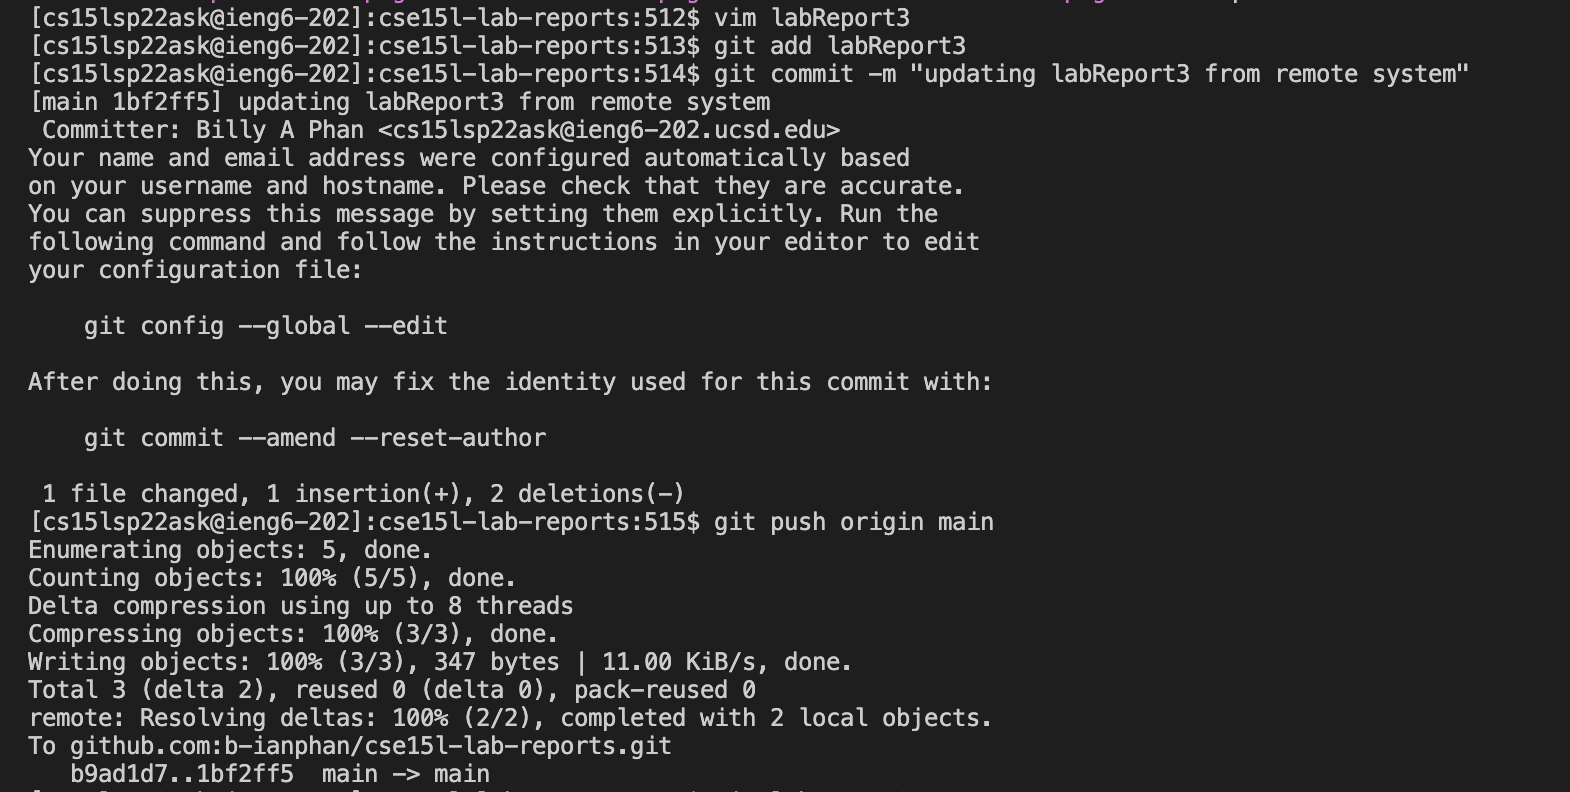 [cs15lsp22ask@ieng6-202]:cse15l-lab-reports:512$ vim labReport3
[cs15lsp22ask@ieng6-202]:cse15l-lab-reports:513$ git add labReport3
[cs15lsp22ask@ieng6-202]:cse15l-lab-reports:514$ git commit -m "updating labReport3 from remote system"
[main 1bf2ff5] updating labReport3 from remote system
 Committer: Billy A Phan <cs15lsp22ask@ieng6-202.ucsd.edu>
Your name and email address were configured automatically based
on your username and hostname. Please check that they are accurate.
You can suppress this message by setting them explicitly. Run the
following command and follow the instructions in your editor to edit
your configuration file:

    git config --global --edit

After doing this, you may fix the identity used for this commit with:

    git commit --amend --reset-author

 1 file changed, 1 insertion(+), 2 deletions(-)
[cs15lsp22ask@ieng6-202]:cse15l-lab-reports:515$ git push origin main
Enumerating objects: 5, done.
Counting objects: 100% (5/5), done.
Delta compression using up to 8 threads
Compressing objects: 100% (3/3), done.
Writing objects: 100% (3/3), 347 bytes | 11.00 KiB/s, done.
Total 3 (delta 2), reused 0 (delta 0), pack-reused 0
remote: Resolving deltas: 100% (2/2), completed with 2 local objects.
To github.com:b-ianphan/cse15l-lab-reports.git
   b9ad1d7..1bf2ff5  main -> main